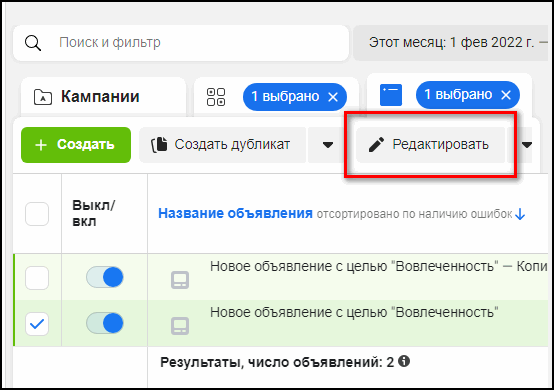 Поиск и фильтр
Этот месяц: 1 фев 2022 г. —
Кампании
1 выбрано
1 выбрано
+ Создать
Создать дубликат
Редактировать
Выкл/
вкл
Название объявления отсортировано по наличию ошибок ↓
Новое объявление с целью "Вовлеченность" — Копи
Новое объявление с целью "Вовлеченность"
Результаты, число объявлений: 2